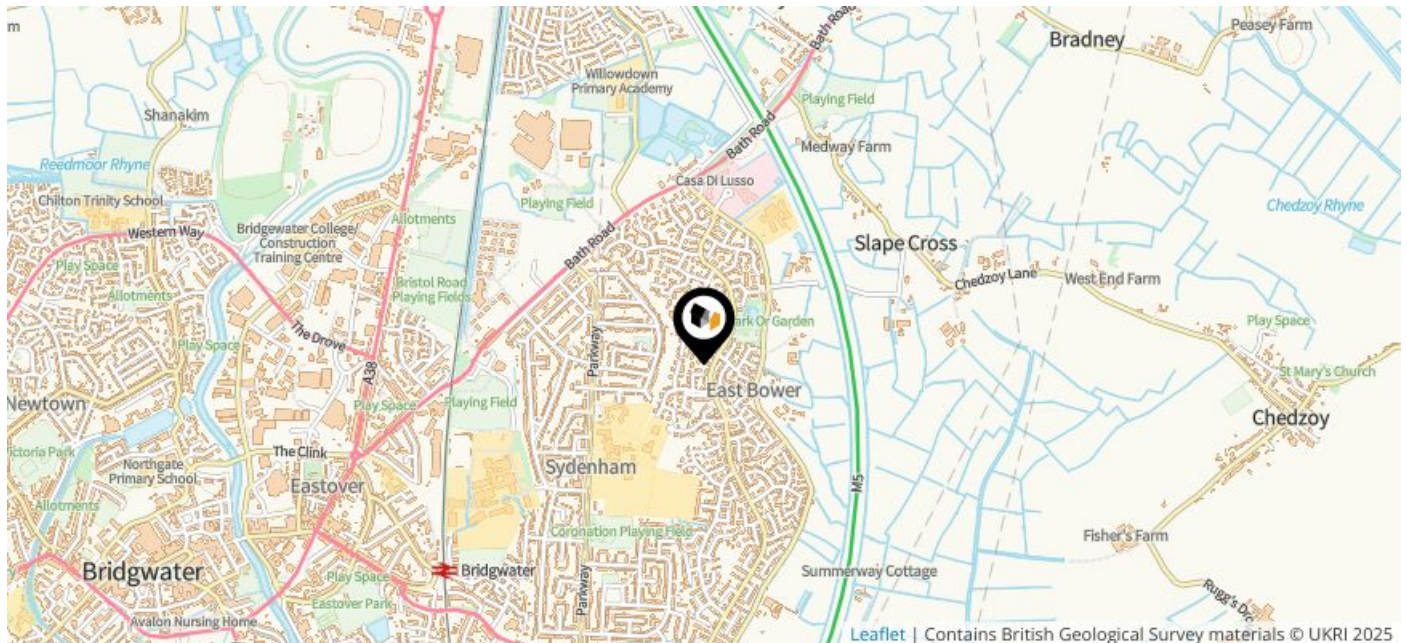 m
Peasey Farm
Bradney
Bath Road
Willowdown
Primary Academy
Playing Field
Shanakim
Bath Road
Medway Farm
Reedmoor Rhyne
Casa Di Lusso
Chilton Trinity School
Allotments
Playing Field
Chedzoy Rhyne
Western Way
Bridgewater College/
Construction
Training Centre
Bath Road
Slape Cross
Play Space
Bristol Road
Playing Fields
Chedzoy Lane
West End Farm
Allotments
The Drove
ark Or Garden
Play Space
Play Space
Parkway
A38
St Mary's Church
Newtown
Play Space
Playing Field
East Bower
Chedzoy
ictoria Park
The Clink
Northgate
Primary School
Sydenham
Eastover
M5
Allotments
Coronation Playing Field
Fisher's Farm
Bridgwater
Bridgwater
Play Space
Summerway Cottage
Parkway
Eastover Park
Avalon Nursing Home
Leaflet | Contains British Geological Survey materials © UKRI 2025